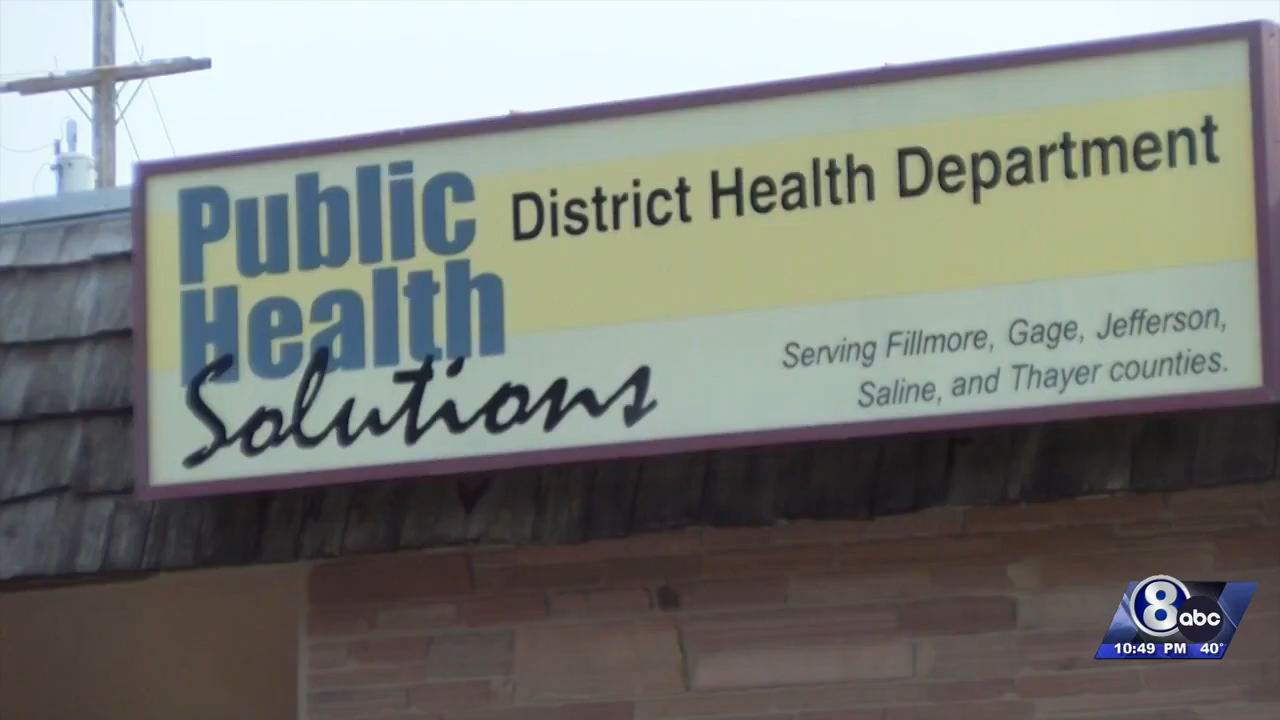 Public
Health
Solutions
District Health Department
Serving Fillmore, Gage, Jefferson,
Saline, and Thayer counties.
8 abc
10:49 PM 40°